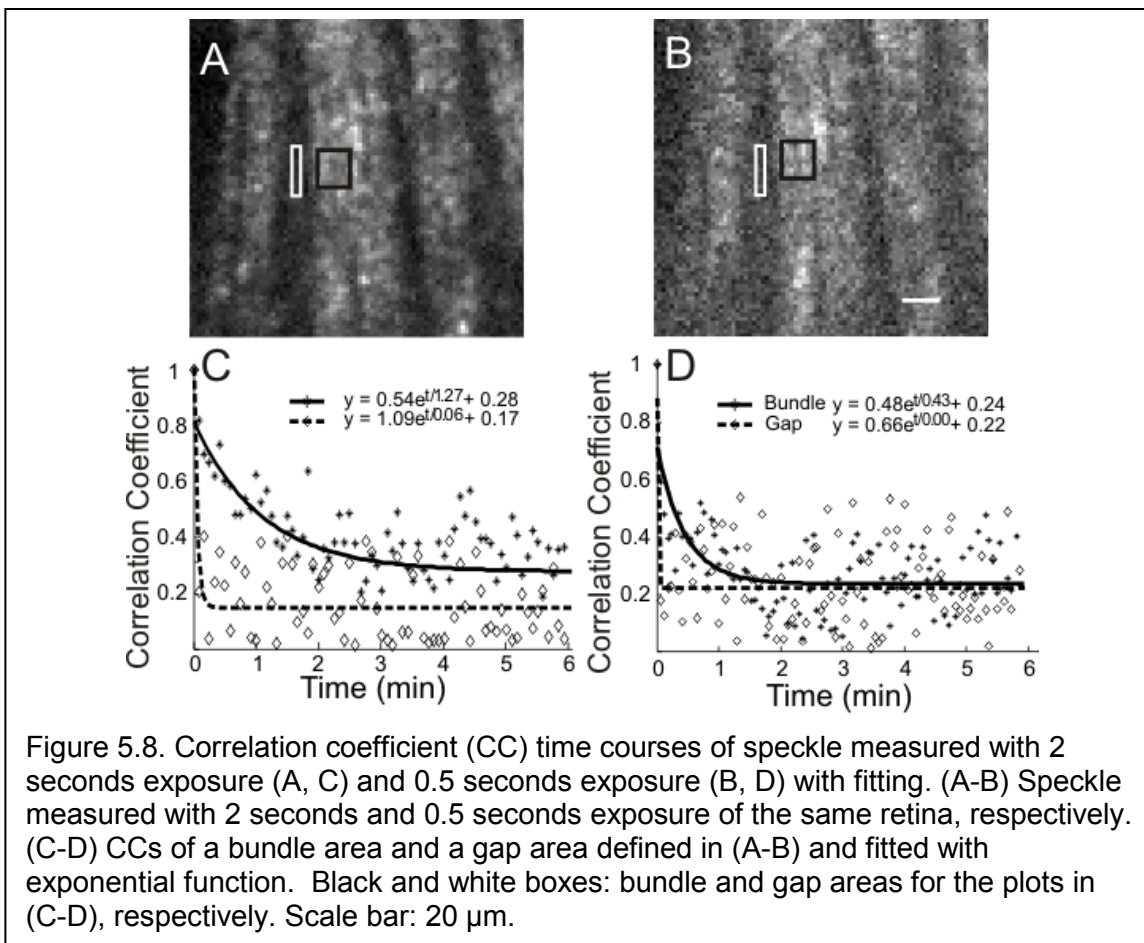 A
B
C
1
0.8
0.6
0.4
0.2
Correlation Coefficient
y = 0.54e^t/1.27 + 0.28
y = 1.09e^t/0.06 + 0.17
0 1 2 3 4 5 6
Time (min)
D
1
0.8
0.6
0.4
0.2
Correlation Coefficient
Bundle y = 0.48e^t/0.43 + 0.24
Gap y = 0.66e^t/0.00 + 0.22
0 1 2 3 4 5 6
Time (min)
Figure 5.8. Correlation coefficient (CC) time courses of speckle measured with 2
seconds exposure (A, C) and 0.5 seconds exposure (B, D) with fitting. (A-B) Speckle
measured with 2 seconds and 0.5 seconds exposure of the same retina, respectively.
(C-D) CCs of a bundle area and a gap area defined in (A-B) and fitted with
exponential function. Black and white boxes: bundle and gap areas for the plots in
(C-D), respectively. Scale bar: 20 μm.